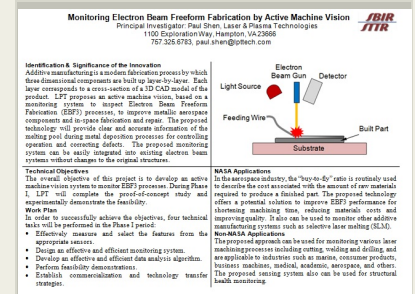 Monitoring Electron Beam Freeform Fabrication by Active Machine Vision
Principal Investigator: Paul Shen, Laser & Plasma Technologies
1100 Exploration Way, Hampton, VA23666
757.325.6783, paul.shen@lpttech.com
SBIR
STTR
Identification & Significance of the Innovation
Additive manufacturing is a modern fabrication process by which
three dimensional components are built up layer-by-layer. Each
layer corresponds to a cross-section of a 3D CAD model of the
product. LPT proposes an active machine vision, based on a
monitoring system to inspect Electron Beam Freeform
Fabrication (EBF3) processes, to improve metallic aerospace
components and in-space fabrication and repair. The proposed
technology will provide clear and accurate information of the
melting pool during metal deposition processes for controlling
operation and correcting defects. The proposed monitoring
system can be easily integrated into existing electron beam
systems without changes to the original structures.
Electron
Beam Gun
Detector
Light Source
Feeding Wire
Built Part
Substrate
Technical Objectives
The overall objective of this project is to develop an active
machine vision system to monitor EBF3 processes. During Phase
I, LPT will complete the proof-of-concept study and
experimentally demonstrate the feasibility.
Work Plan
In order to successfully achieve the objectives, four technical
tasks will be performed in the Phase I period:
• Effectively measure and select the features from the
appropriate sensors.
• Design an effective and efficient monitoring system.
• Develop an effective and efficient data analysis algorithm.
• Perform feasibility demonstrations.
• Establish commercialization and technology transfer
strategies.
NASA Applications
In the aerospace industry, the "buy-to-fly" ratio is routinely used
to describe the cost associated with the amount of raw materials
required to produce a finished part. The proposed technology
offers a potential solution to improve EBF3 performance for
shortening machining time, reducing materials costs and
improving quality. It also can be used to monitor other additive
manufacturing systems such as selective laser melting (SLM).
Non-NASA Applications
The proposed approach can be used for monitoring various laser
machining processes including cutting, welding and drilling, and
are applicable to industries such as marine, consumer products,
business machines, medical, academic, aerospace, and others.
The proposed sensing system also can be used for structural
health monitoring.